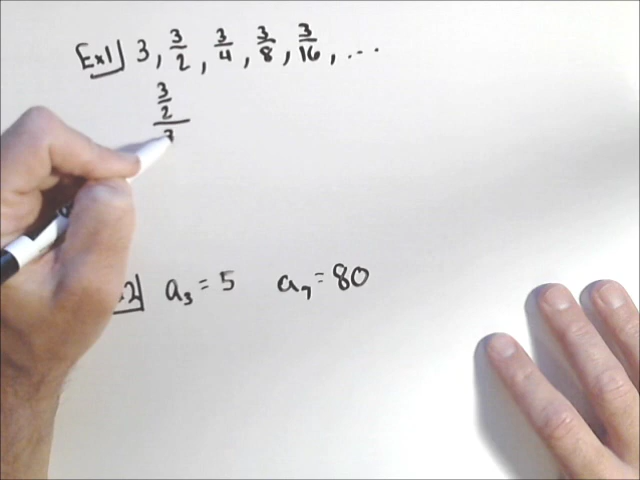 Ex1 3, 3/2, 3/4, 3/8, 3/16, ...
3/2
3
2 a₃ = 5 a₇ = 80